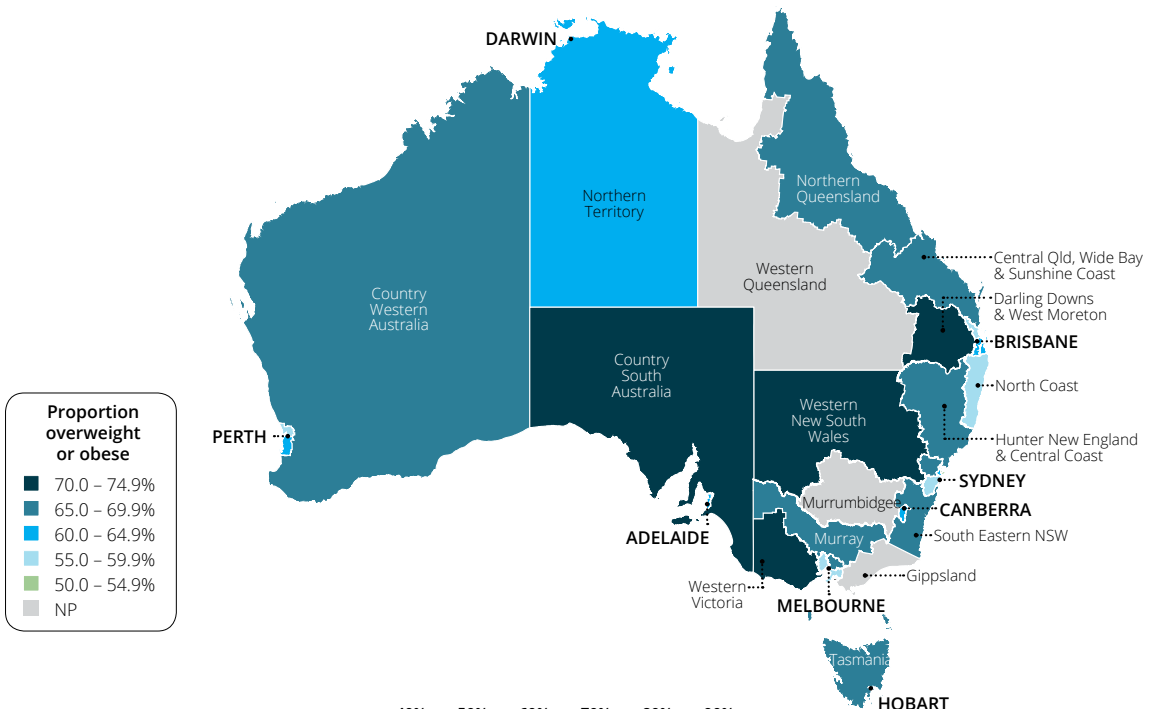 DARWIN
Northern
Territory
Northern
Queensland
Western
Queensland
Central Qld, Wide Bay
& Sunshine Coast
Darling Downs
& West Moreton
BRISBANE
Country
Western
Australia
Country
South
Australia
North Coast
Western
New South
Wales
Hunter New England
& Central Coast
Proportion
overweight
or obese
70.0 – 74.9%
65.0 – 69.9%
60.0 – 64.9%
55.0 – 59.9%
50.0 – 54.9%
NP
PERTH
SYDNEY
Murrumbidgee
CANBERRA
ADELAIDE
South Eastern NSW
Murray
Gippsland
Western
Victoria
MELBOURNE
Tasmania
HOBART